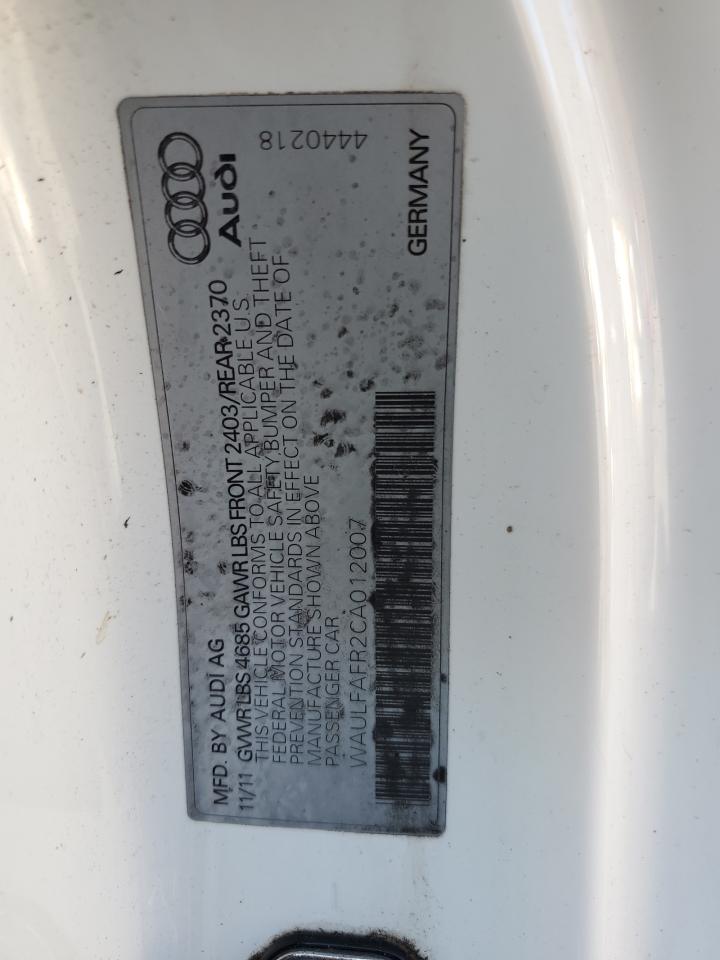 MFD. BY AUDI AG
11/11 GVWR LBS 4685 GAWR LBS FRONT 2403/REAR 2370
THIS VEHICLE CONFORMS TO ALL APPLICABLE U.S.
FEDERAL MOTOR VEHICLE SAFETY BUMPER AND THEFT
PREVENTION STANDARDS IN EFFECT ON THE DATE OF
MANUFACTURE SHOWN ABOVE
PASSENGER CAR
WAULFAFR2CA012007
Audi
4440218
GERMANY